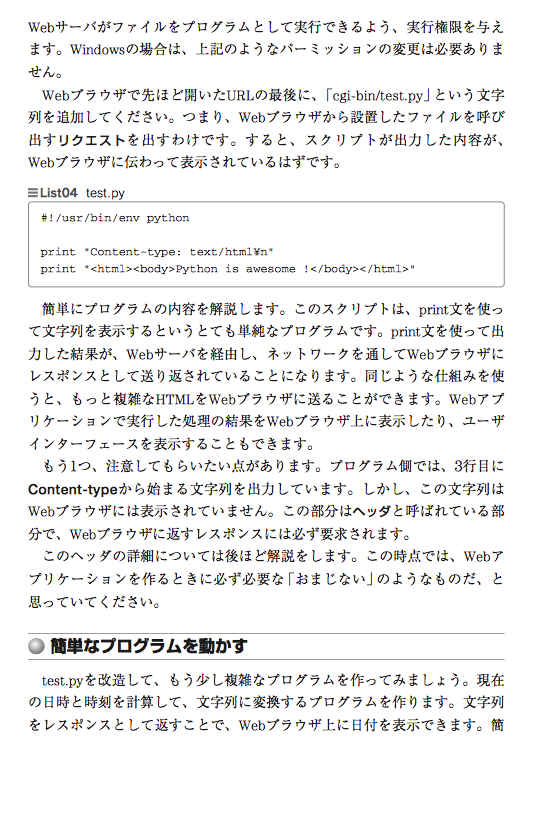 Webサーバがファイルをプログラムとして実行できるよう、実行権限を与え
ます。Windowsの場合は、上記のようなパーミッションの変更は必要ありま
せん。
Webブラウザで先ほど開いたURLの最後に、「cgi-bin/test.py」という文字
列を追加してください。つまり、Webブラウザから設置したファイルを呼び
出すリクエストを出すわけです。すると、スクリプトが出力した内容が、
Webブラウザに伝わって表示されているはずです。
List04 test.py
#!/usr/bin/env python
print "Content-type: text/html¥n"
print "<html><body>Python is awesome !</body></html>"
簡単にプログラムの内容を解説します。このスクリプトは、print文を使っ
て文字列を表示するというとても単純なプログラムです。print文を使って出
力した結果が、Webサーバを経由し、ネットワークを通してWebブラウザに
レスポンスとして送り返されていることになります。同じような仕組みを使
うと、もっと複雑なHTMLをWebブラウザに送ることができます。Webアプ
リケーションで実行した処理の結果をWebブラウザ上に表示したり、ユーザ
インターフェースを表示することもできます。
もう1つ、注意してもらいたい点があります。プログラム側では、3行目に
Content-typeから始まる文字列を出力しています。しかし、この文字列は
Webブラウザには表示されていません。この部分はヘッダと呼ばれている部
分で、Webブラウザに返すレスポンスには必ず要求されます。
このヘッダの詳細については後ほど解説をします。この時点では、Webア
プリケーションを作るときに必ず必要な「おまじない」のようなものだ、と
思っていてください。
簡単なプログラムを動かす
test.pyを改造して、もう少し複雑なプログラムを作ってみましょう。現在
の日時と時刻を計算して、文字列に変換するプログラムを作ります。文字列
をレスポンスとして返すことで、Webブラウザ上に日付を表示できます。簡